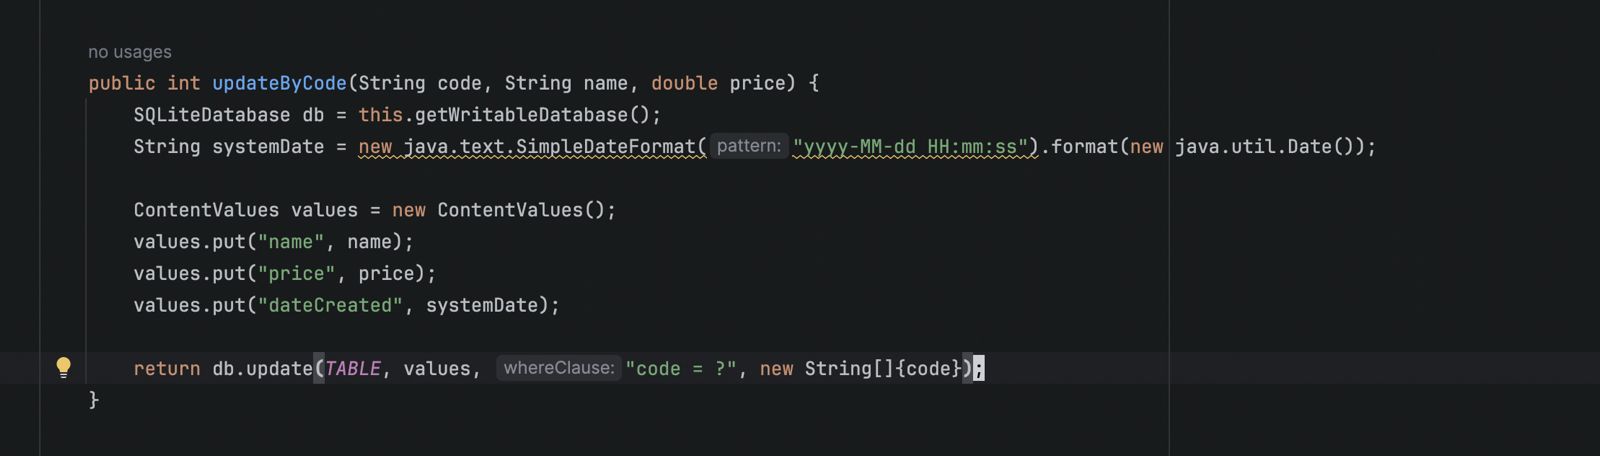 no usages
public int updateByCode(String code, String name, double price) {
SQLiteDatabase db = this.getWritableDatabase();
String systemDate = new java.text.SimpleDateFormat( pattern: "yyyy-MM-dd HH:mm:ss").format(new java.util.Date());
ContentValues values = new ContentValues();
values.put("name", name);
values.put("price", price);
values.put("dateCreated", systemDate);
return db.update(TABLE, values, whereClause: "code = ?", new String[]{code});
}